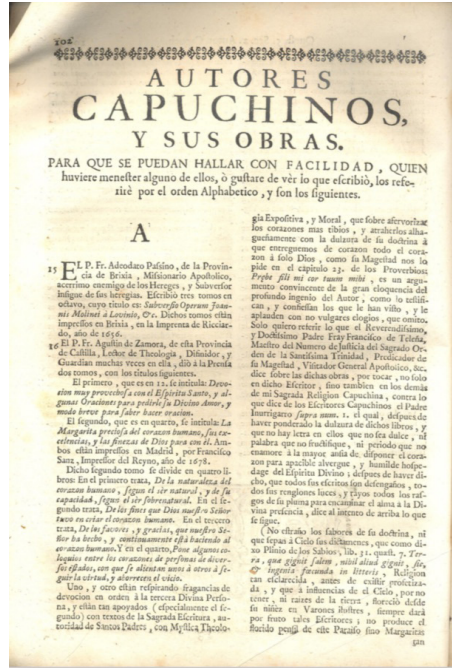 102
AUTORES
CAPUCHINOS,
Y SUS OBRAS.
PARA QUE SE PUEDAN HALLAR CON FACILIDAD, QUIEN
huviere menester alguno de ellos, ò gustare de vèr lo que escribiò, los refe-
rirè por el orden Alphabetico, y son los siguientes.
A
15 EL P. Fr. Adeodato Passino, de la Provin-
cia de Brixia, Missionario Apostolico,
acerrimo enemigo de los Hereges, y Subversor
insigue de sus heregias. Escribiò tres tomos en
octavo, cuyo titulo es: Subversio Operum Joan-
nis Molinei à Lavinio, &c. Dichos tomos estàn
impressos en Brixia, en la Imprenta de Ricciar-
do, año de 1636.
16 El P. Fr. Agustin de Zamora, de esta Provincia
de Castilla, Lector de Theologia, Difinidor, y
Guardian muchas veces en ella, diò à la Prensa
dos tomos, con los titulos siguientes.
El primero, que es en 12. se intitula: Devo-
cion muy provechosa con el Espiritu Santo, y al-
gunas Oraciones para pedirle su Divino Amor, y
modo breve para saber hacer oracion.
El segundo, que es en quarto, se intitula: La
Margarita preciosa del corazon humano, sus ex-
celencias, y las finezas de Dios para con èl. Am-
bos estàn impressos en Madrid, por Francisco
Sanz, Impressor del Reyno, año de 1678.
Dicho segundo tomo se divide en quatro li-
bros: En el primero trata, De la naturaleza del
corazon humano, segun el sèr natural, y de su
capacidad, segun el sèr sobrenatural. En el se-
gundo trata, De los fines que Dios nuestro Señor
tuvo en criar el corazon humano. En el tercero
trata, De los favores, y gracias, que nuestro Se-
ñor ha hecho, y continuamente està haciendo al
corazon humano. Y en el quarto, Pone algunos co-
loquios entre los corazones de personas de diver-
sos estados, con que se alientan unos à otros à se-
guir la virtud, y aborrecer el vicio.
Uno, y otro estàn respirando fragancias de
devocion en orden à la tercera Divina Perso-
na, y estàn tan apoyados (especialmente el se-
gundo) con textos de la Sagrada Escritura, au-
toridad de Santos Padres, con Mystica Theolo-
gia Expositiva, y Moral, que sobre afervorizar
los corazones mas tibios, y atraherlos alha-
gueñamente con la dulzura de su doctrina à
que entreguemos de corazon todo el cora-
zon à solo Dios, como su Magestad nos lo
pide en el capitulo 23. de los Proverbios:
Præbe fili mi cor tuum mihi, es un argu-
mento convincente de la gran eloquencia del
profundo ingenio del Autor, como lo testifi-
can, y confiessan los que le han visto, y le
aplauden con no vulgares elogios, que omito.
Solo quiero referir lo que el Reverendissimo,
y Doctissimo Padre Fray Francisco de Telesa,
Maestro del Numero de Justicia del Sagrado Or-
den de la Santissima Trinidad, Predicador de
su Magestad, Visitador General Apostolico, &c.
dice sobre las dichas obras, por tocar, no solo
en dicho Escritor, sino tambien en los demàs
de mi Sagrada Religion Capuchina, contra lo
que dice de los Escritores Capuchinos el Padre
Iturrigarro supra num. 1. el qual, despues de
haver ponderado la dulzura de dichos libros, y
que no hay letra en ellos que no sea dulce, ni
palabra que no fructifique, ni periodo que no
enamore à la mayor ansia de disponer el cora-
zon para apacible alvergue, y humilde hospe-
dage del Espiritu Divino; despues de haver di-
cho, que todos sus escritos son desengaños, to-
dos sus renglones luces, y rayos todos los ras-
gos de su pluma para encaminar el alma à la Di-
vina presencia, dice al intento de arriba lo que
se sigue.
(No estraño los sabores de su doctrina, ni
que sepan à Cielo sus dictamenes, que como di-
xo Plinio de los Sabios, lib. 31. quæst. 7. Ter-
ra, que gignit salem, nihil aliud gignit, sic,
& ingenia fœcunda in litteris, Religion
tan esclarecida, antes de existir profetiza-
da, y que à influencias de el Cielo, por no
tener, ni raíces de la tierra, floreciò desde
su niñez en Varones ilustres, siempre darà
por fruto tales Escritores; no produce el
florido pensil de este Paraíso sino Margaritas
gan